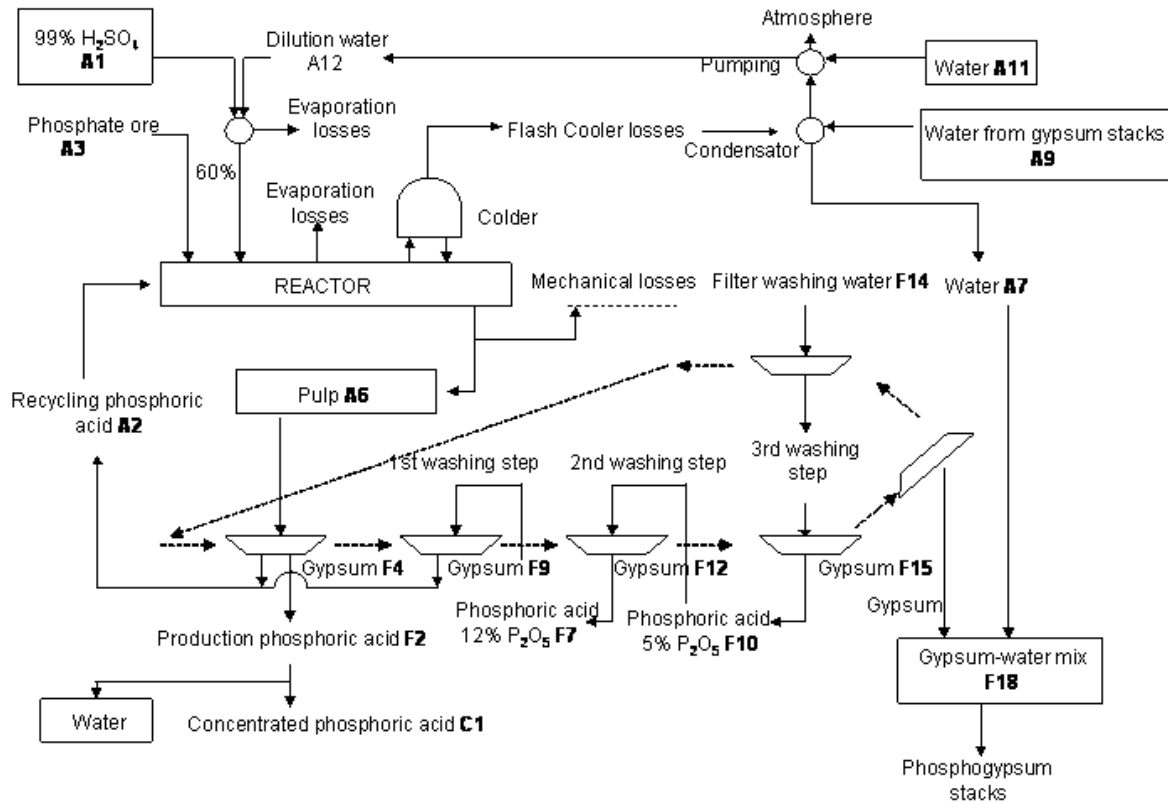 Atmosphere
99% H₂SO₄
A1
Dilution water
A12
Pumping
Water A11
Evaporation
losses
Flash Cooler losses
Condensator
Water from gypsum stacks
A9
Phosphate ore
A3
60%
Evaporation
losses
Colder
REACTOR
Mechanical losses
Filter washing water F14
Water A7
Pulp A6
Recycling phosphoric
acid A2
1st washing step
2nd washing step
3rd washing
step
Gypsum F4
Gypsum F9
Gypsum F12
Gypsum F15
Gypsum
Phosphoric acid
12% P₂O₅ F7
Phosphoric acid
5% P₂O₅ F10
Production phosphoric acid F2
Gypsum-water mix
F18
Water
Concentrated phosphoric acid C1
Phosphogypsum
stacks